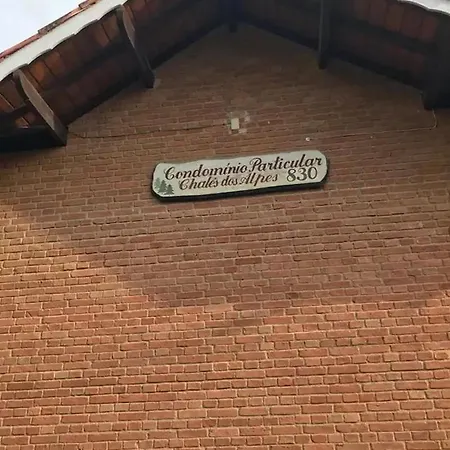 Condomínio Particular
Chalés dos Alpes 830